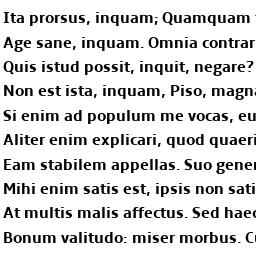 Ita prorsus, inquam; Quamquam
Age sane, inquam. Omnia contrar
Quis istud possit, inquit, negare?
Non est ista, inquam, Piso, magna
Si enim ad populum me vocas, eu
Aliter enim explicari, quod quaeri
Eam stabilem appellas. Suo gener
Mihi enim satis est, ipsis non sati
At multis malis affectus. Sed haec
Bonum valitudo: miser morbus. Cu